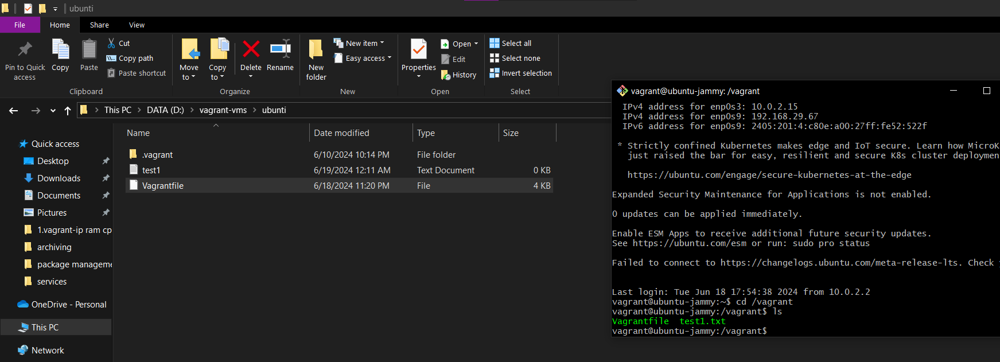 ubunti
File Home Share View
Pin to Quick access
Copy
Paste
Cut
Copy path
Paste shortcut
Clipboard
Move to
Copy to
Delete
Rename
Organize
New folder
New item
Easy access
New
Properties
Open
Edit
History
Open
Select all
Select none
Invert selection
Select
This PC > DATA (D:) > vagrant-vms > ubunti
Name Date modified Type Size
.vagrant 6/10/2024 10:14 PM File folder
test1 6/19/2024 12:11 AM Text Document 0 KB
Vagrantfile 6/18/2024 11:20 PM File 4 KB
Quick access
Desktop
Downloads
Documents
Pictures
1.vagrant-ip ram cp
archiving
package manageme
services
OneDrive - Personal
This PC
Network
vagrant@ubuntu-jammy: /vagrant
IPv4 address for enp0s3: 10.0.2.15
IPv4 address for enp0s9: 192.168.29.67
IPv6 address for enp0s9: 2405:201:4:c80e:a00:27ff:fe52:522f
* Strictly confined Kubernetes makes edge and IoT secure. Learn how MicroK
just raised the bar for easy, resilient and secure K8s cluster deploymen
https://ubuntu.com/engage/secure-kubernetes-at-the-edge
Expanded Security Maintenance for Applications is not enabled.
0 updates can be applied immediately.
Enable ESM Apps to receive additional future security updates.
See https://ubuntu.com/esm or run: sudo pro status
Failed to connect to https://changelogs.ubuntu.com/meta-release-lts. Check
Last login: Tue Jun 18 17:54:38 2024 from 10.0.2.2
vagrant@ubuntu-jammy:~$ cd /vagrant
vagrant@ubuntu-jammy:/vagrant$ ls
Vagrantfile test1.txt
vagrant@ubuntu-jammy:/vagrant$